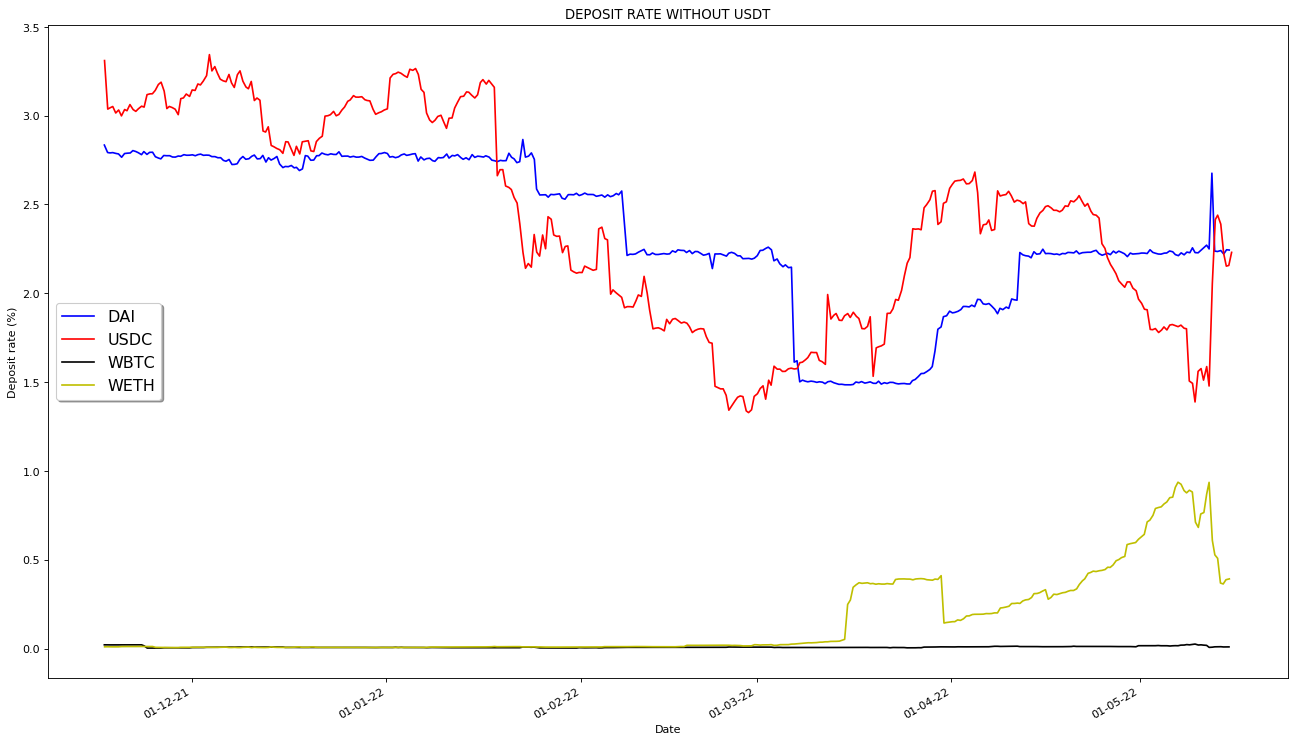 DEPOSIT RATE WITHOUT USDT
3.5
3.0
2.5
2.0
1.5
1.0
0.5
0.0
Deposit rate (%)
DAI
USDC
WBTC
WETH
01-12-21
01-01-22
01-02-22
01-03-22
01-04-22
01-05-22
Date